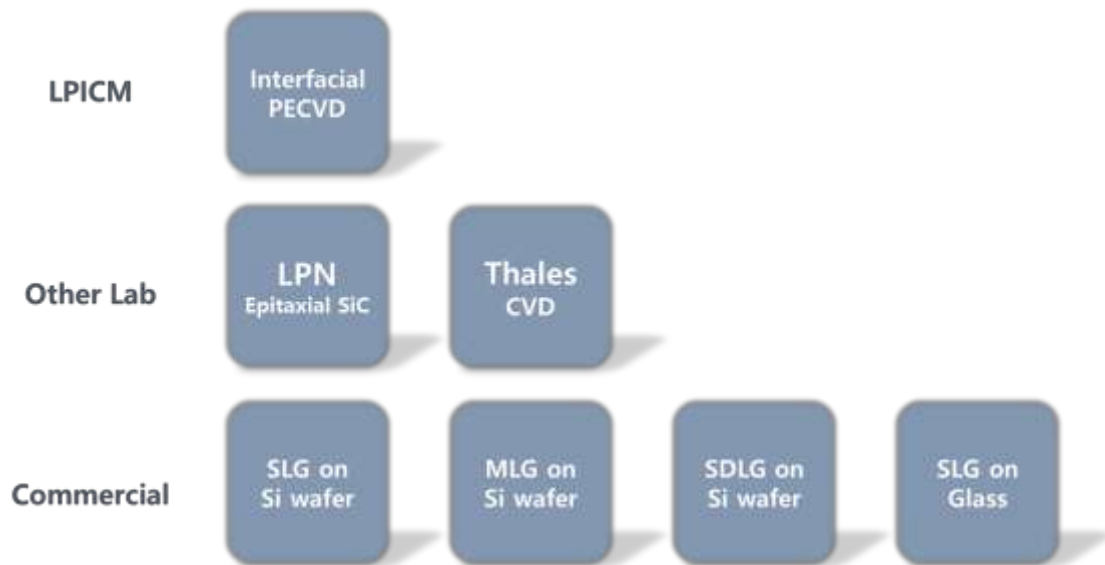 LPICM
Interfacial
PECVD
Other Lab
LPN
Epitaxial SiC
Thales
CVD
Commercial
SLG on
Si wafer
MLG on
Si wafer
SDLG on
Si wafer
SLG on
Glass